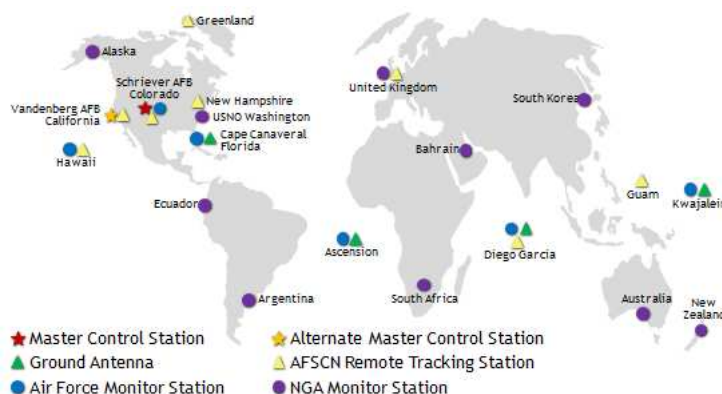 Greenland
Alaska
Schriever AFB
Colorado
Vandenberg AFB
California
New Hampshire
USNO Washington
Cape Canaveral
Florida
Hawaii
United Kingdom
South Korea
Bahrain
Guam
Kwajalein
Ecuador
Ascension
Diego Garcia
Argentina
South Africa
Australia
New
Zealand
Master Control Station
Alternate Master Control Station
Ground Antenna
AFSCN Remote Tracking Station
Air Force Monitor Station
NGA Monitor Station